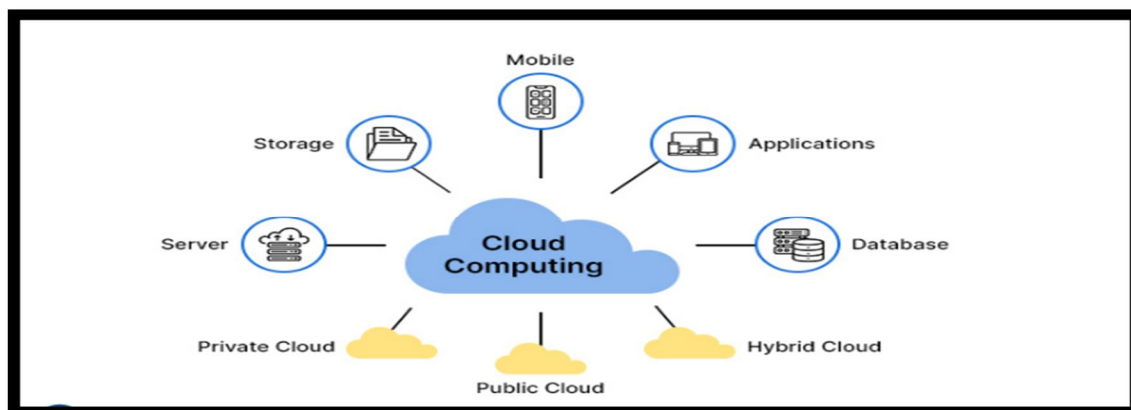 Mobile
Storage
Applications
Server
Cloud
Computing
Database
Private Cloud
Hybrid Cloud
Public Cloud